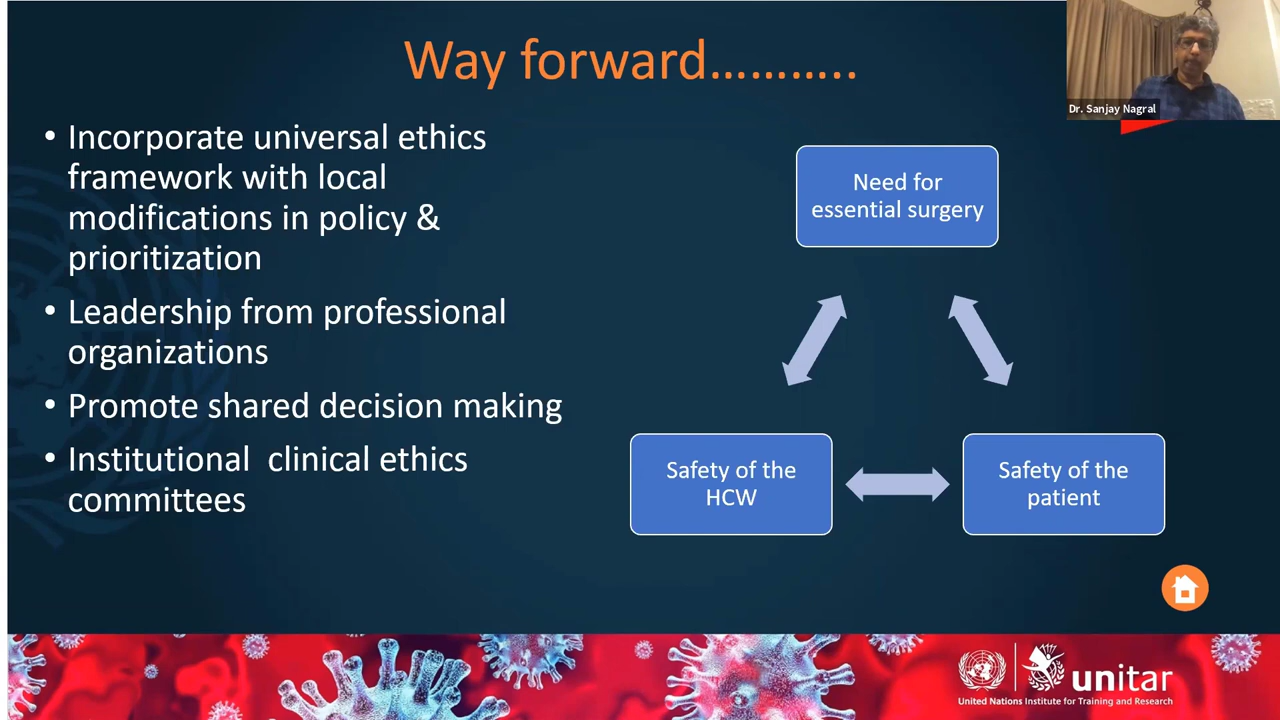 Way forward………..
Dr. Sanjay Nagral
• Incorporate universal ethics
framework with local
modifications in policy &
prioritization
• Leadership from professional
organizations
• Promote shared decision making
• Institutional  clinical ethics
committees
Need for
essential surgery
Safety of the
HCW
Safety of the
patient
unitar
United Nations Institute for Training and Research